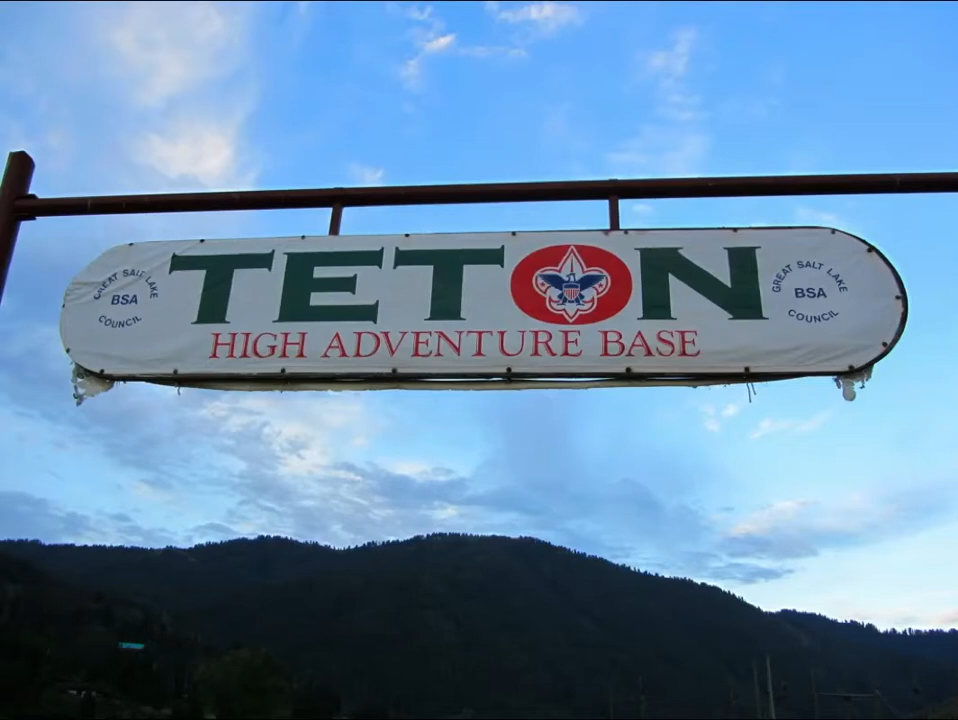 GREAT SALT LAKE
BSA
COUNCIL
TETON
HIGH ADVENTURE BASE
GREAT SALT LAKE
BSA
COUNCIL